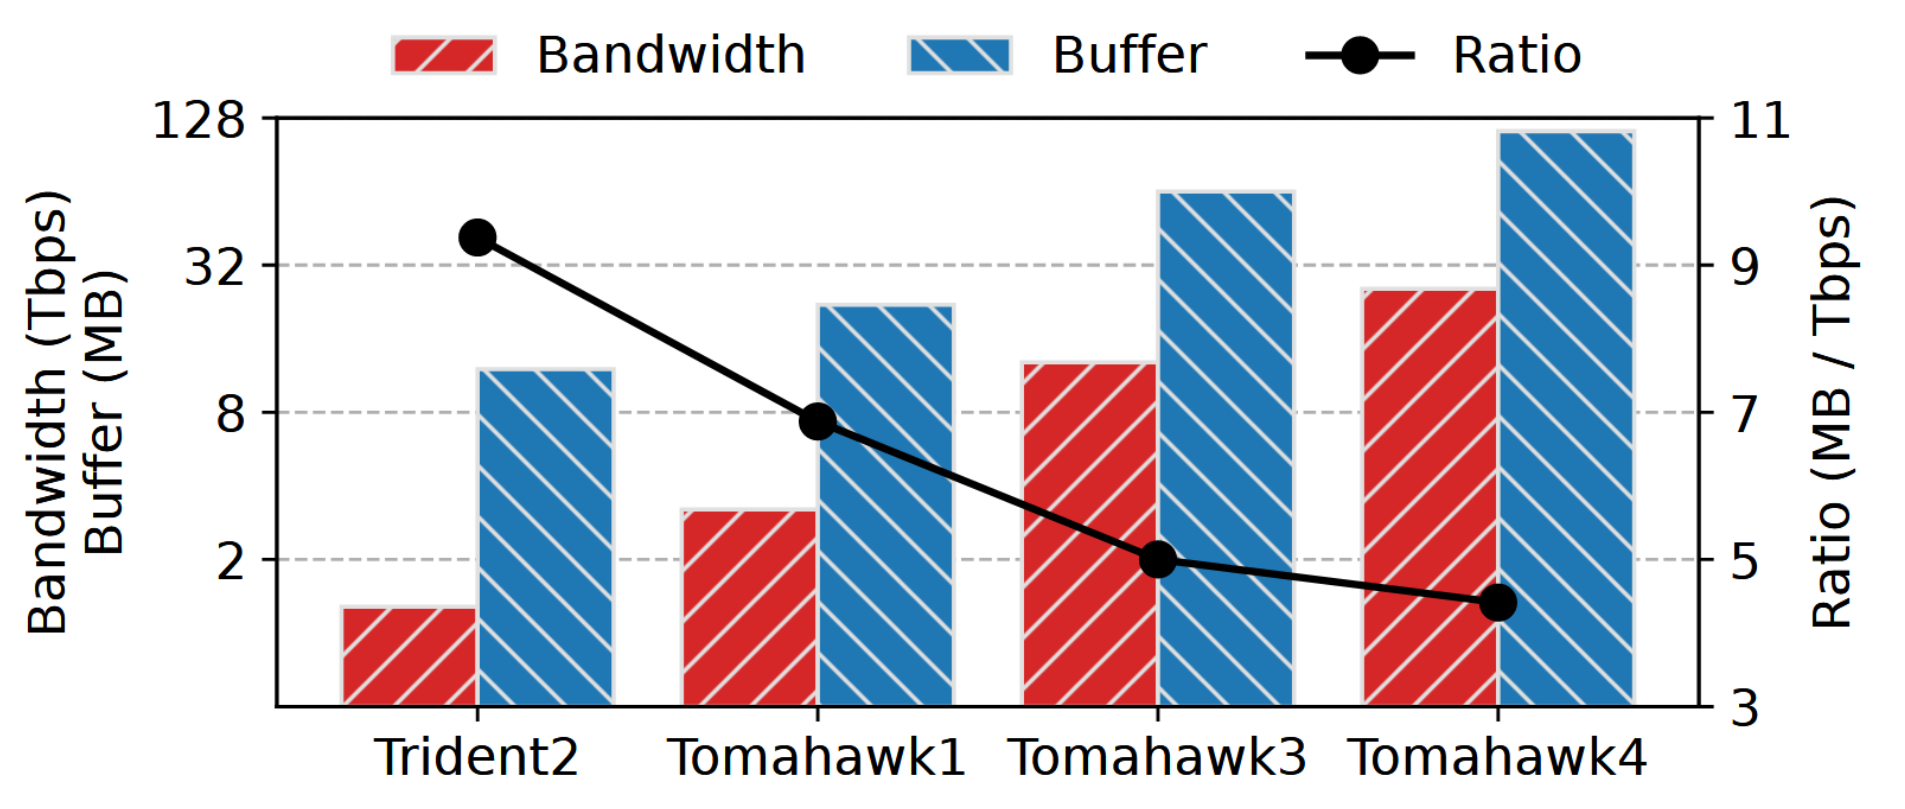 Bandwidth Buffer Ratio
Bandwidth (Tbps)
Buffer (MB)
128
32
8
2
11
9
7
5
3
Ratio (MB / Tbps)
Trident2 Tomahawk1 Tomahawk3 Tomahawk4